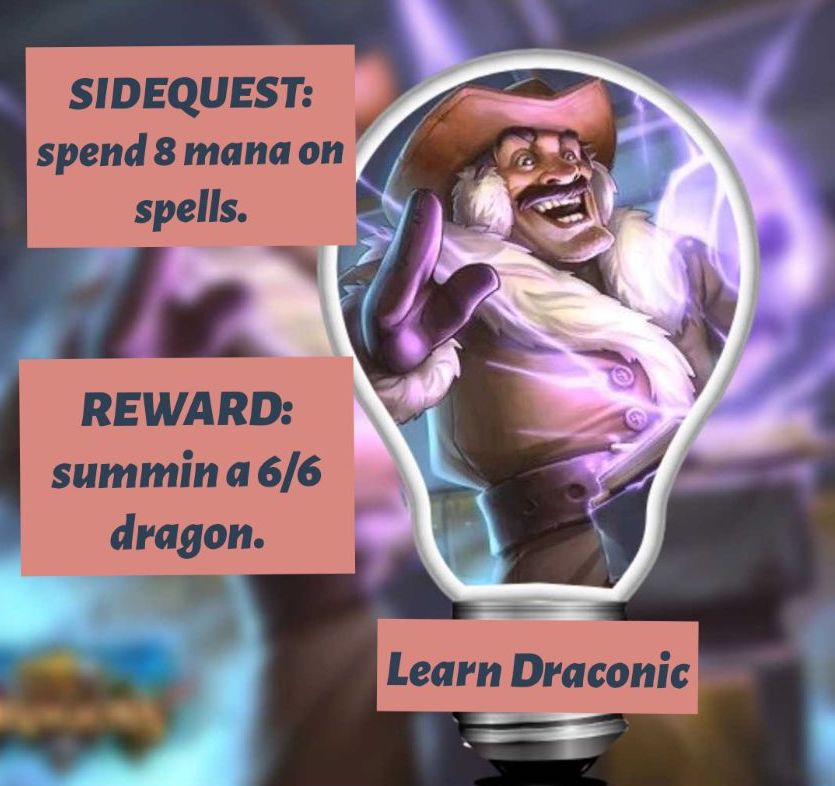 SIDEQUEST:
spend 8 mana on
spells.
REWARD:
summin a 6/6
dragon.
Learn Draconic